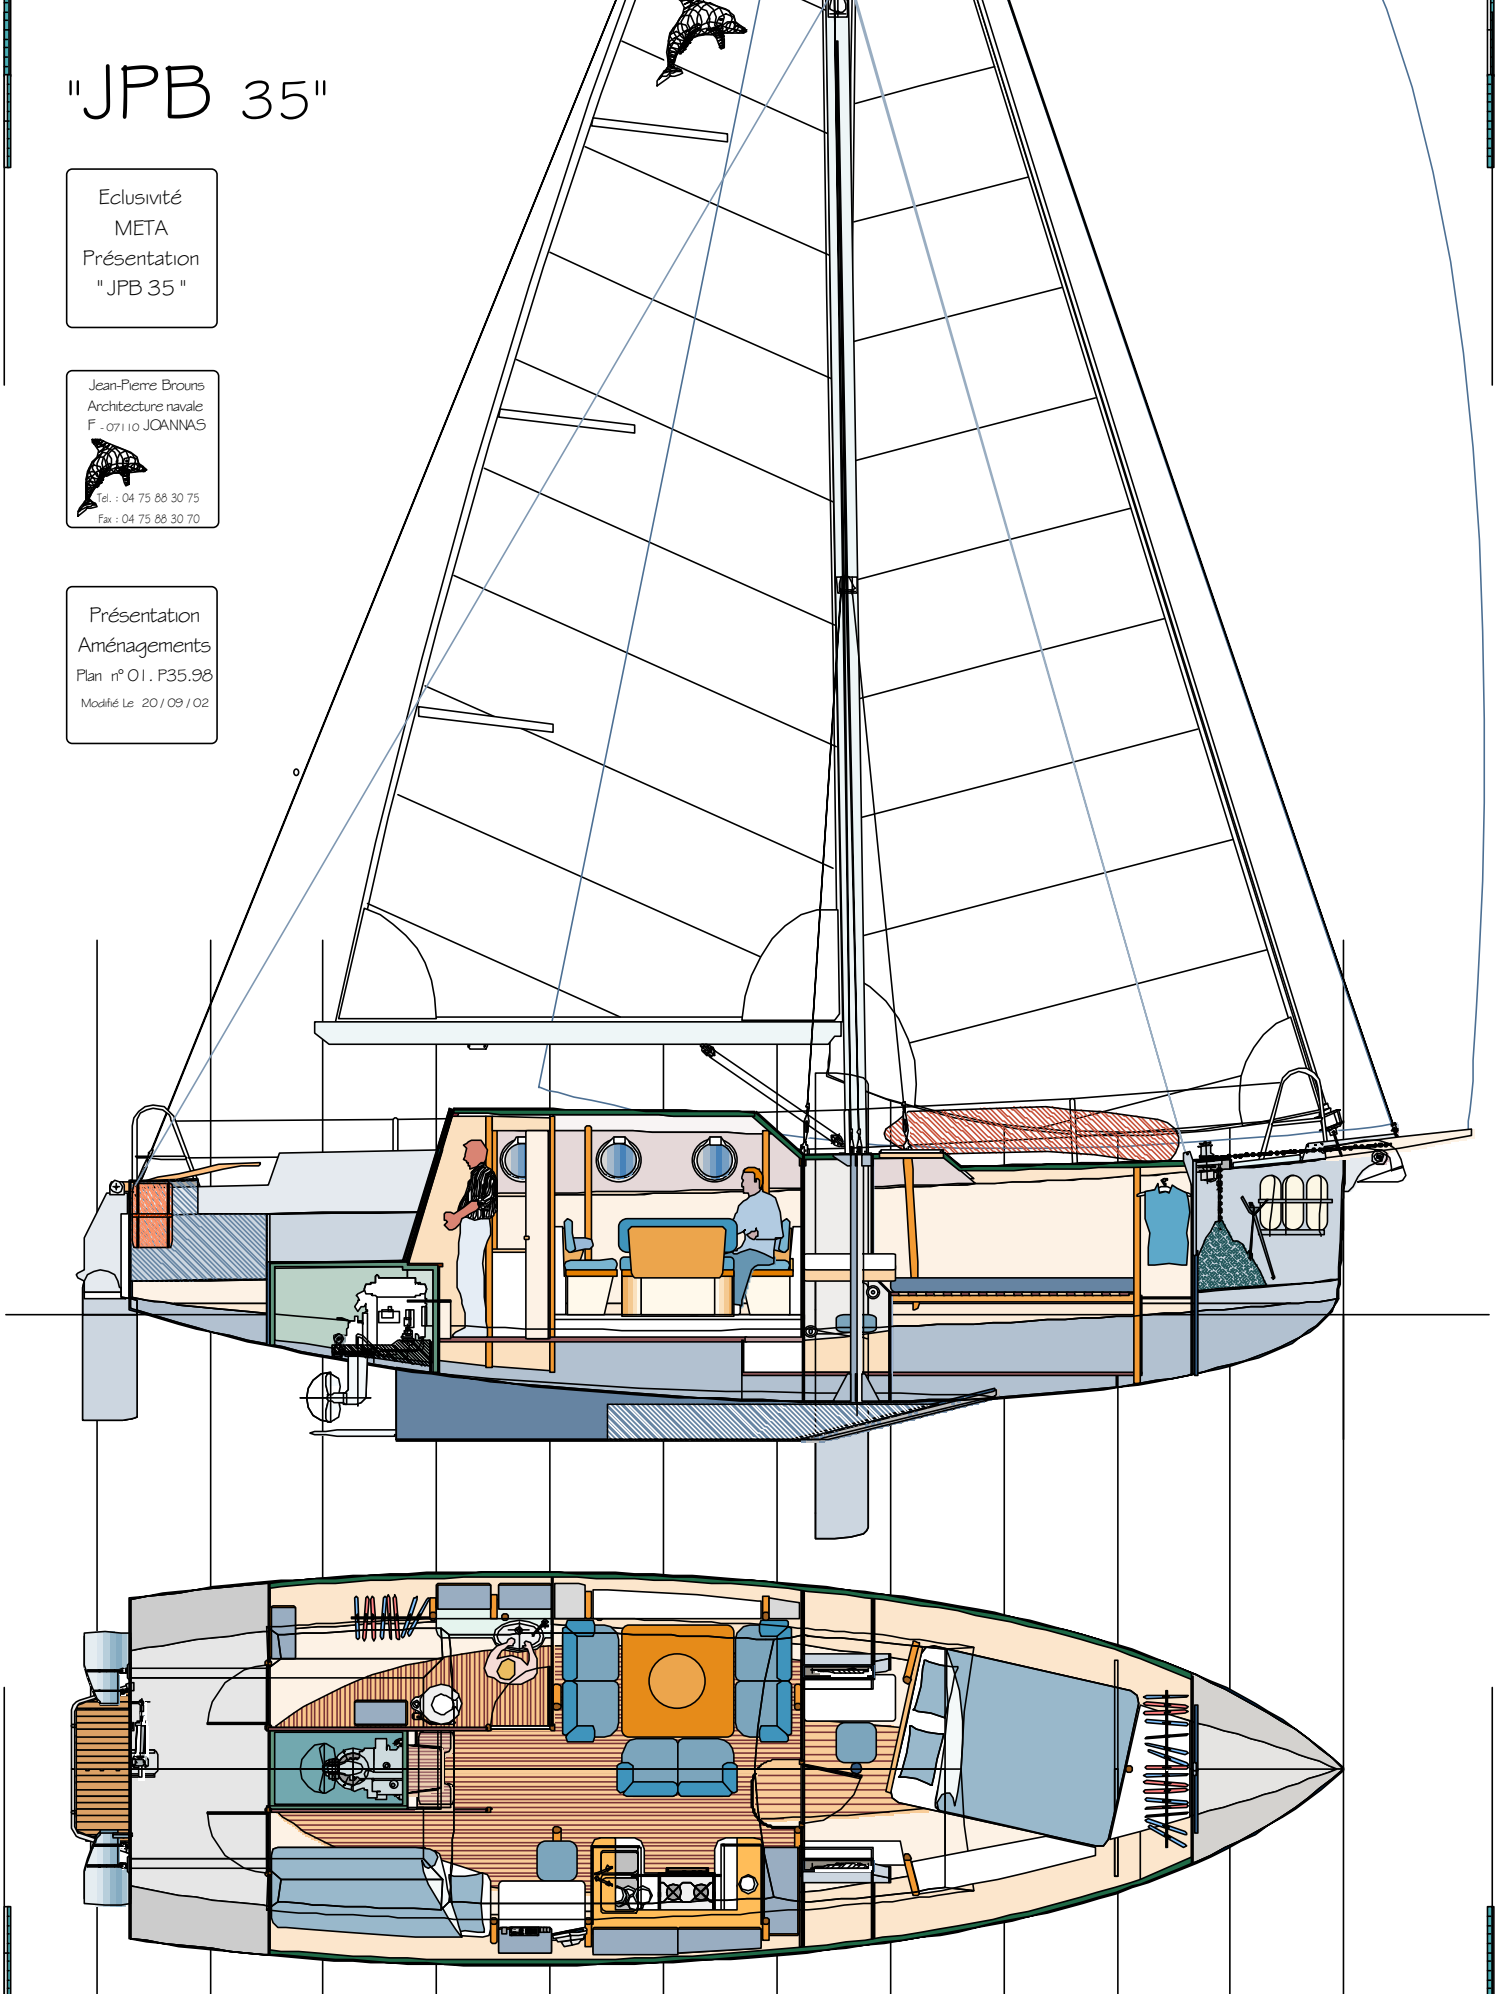 "JPB 35"
Eclusivité
META
Présentation
"JPB 35"
Jean-Pierre Brouns
Architecture navale
F - 07110 JOANNAS
Tel. : 04 75 88 30 75
Fax : 04 75 88 30 70
Présentation
Aménagements
Plan n° 01. P35.98
Modifié Le 20 / 09 / 02